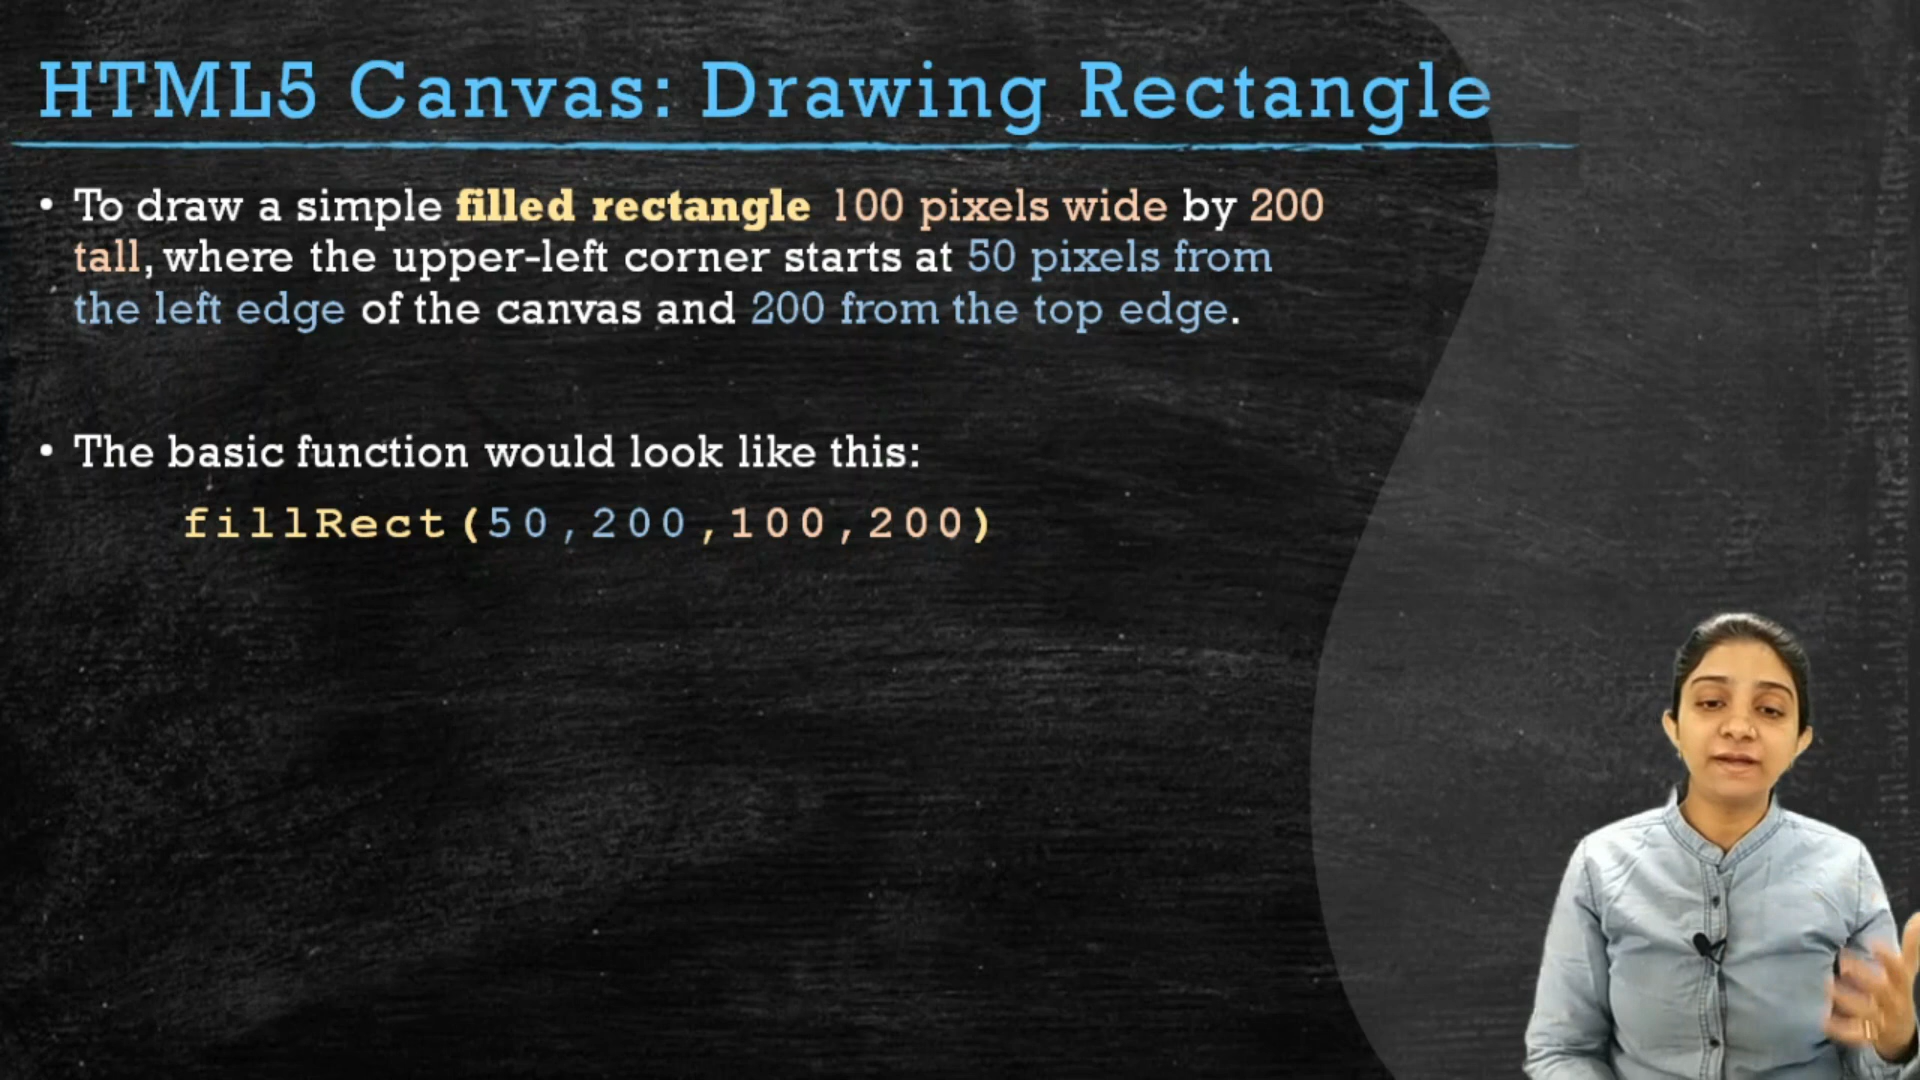 HTML5 Canvas: Drawing Rectangle
• To draw a simple filled rectangle 100 pixels wide by 200
tall, where the upper-left corner starts at 50 pixels from
the left edge of the canvas and 200 from the top edge.
• The basic function would look like this:
fillRect(50,200,100,200)